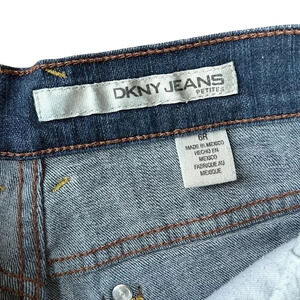 DKNY JEANS
PETITES
6R
MADE IN MEXICO
HECHO EN
MEXICO
FABRIQUE AU
MEXIQUE